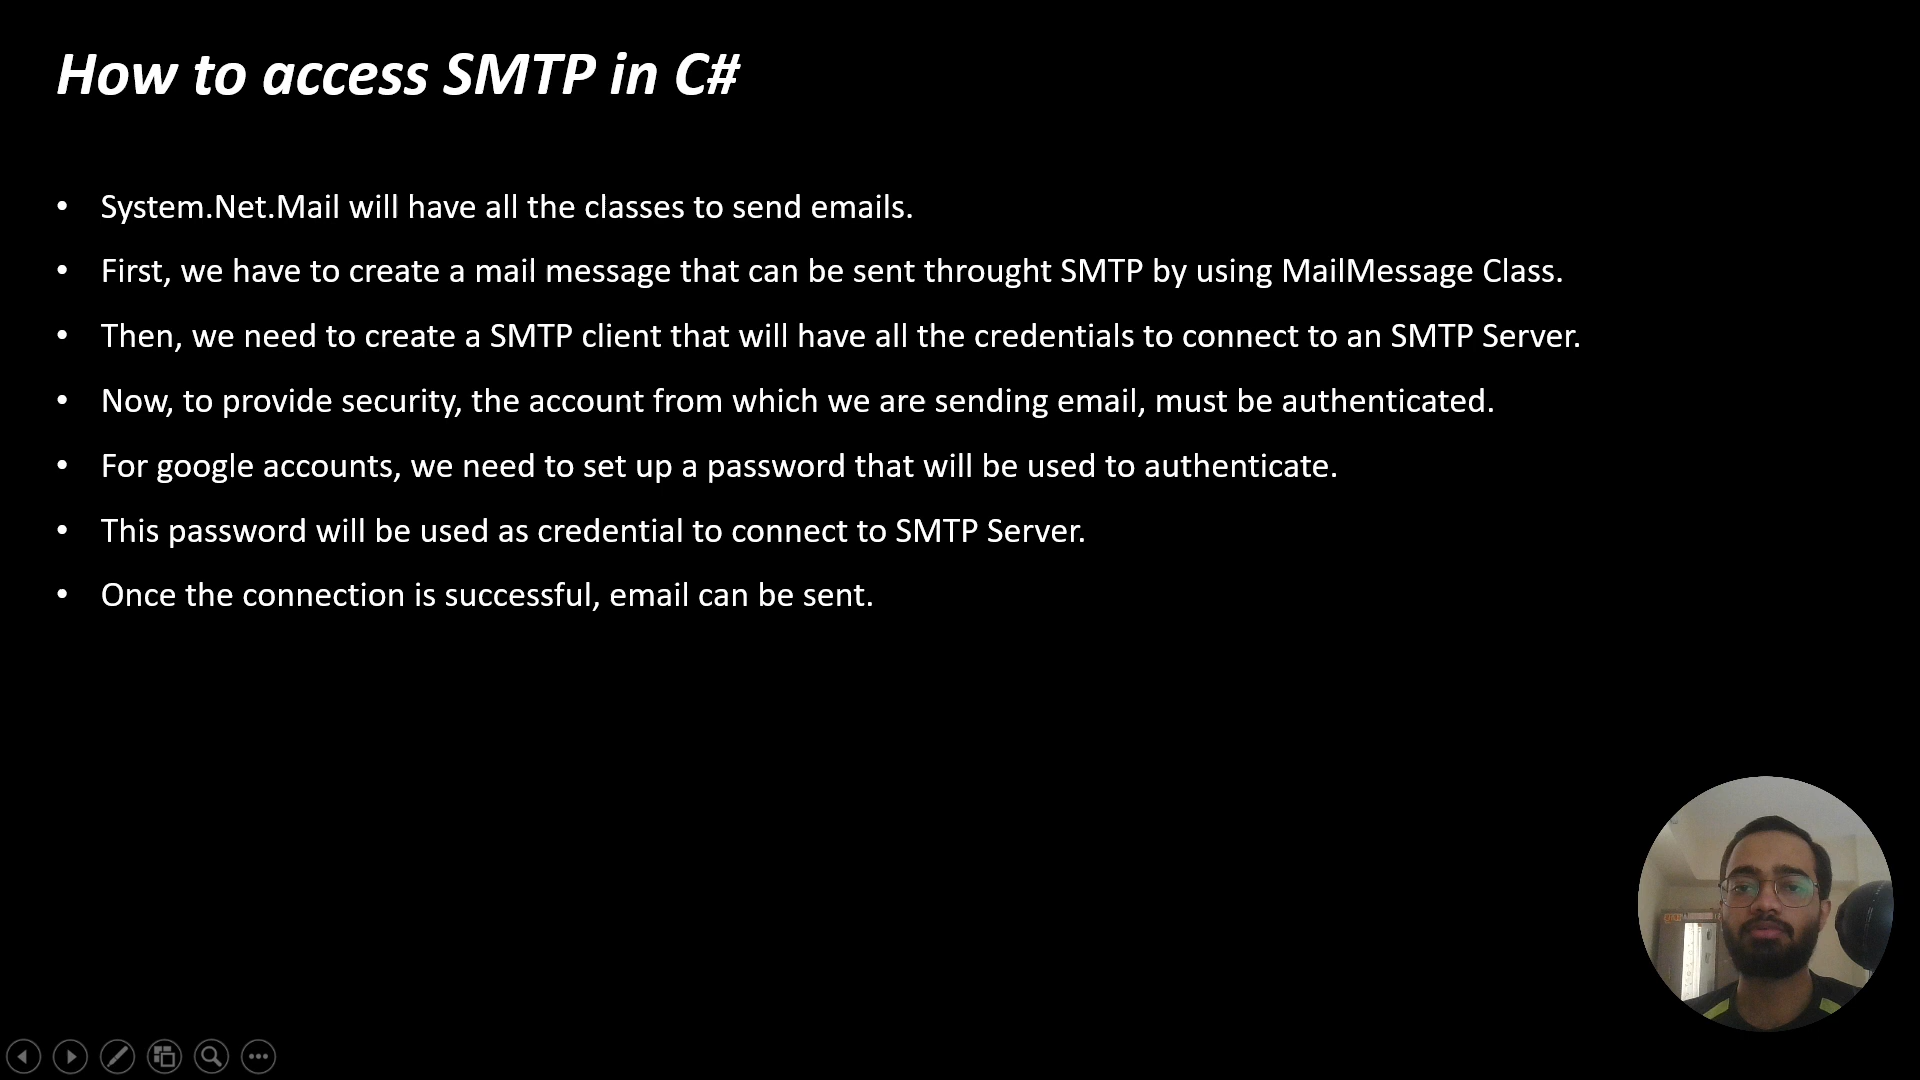 How to access SMTP in C#
• System.Net.Mail will have all the classes to send emails.
• First, we have to create a mail message that can be sent throught SMTP by using MailMessage Class.
• Then, we need to create a SMTP client that will have all the credentials to connect to an SMTP Server.
• Now, to provide security, the account from which we are sending email, must be authenticated.
• For google accounts, we need to set up a password that will be used to authenticate.
• This password will be used as credential to connect to SMTP Server.
• Once the connection is successful, email can be sent.